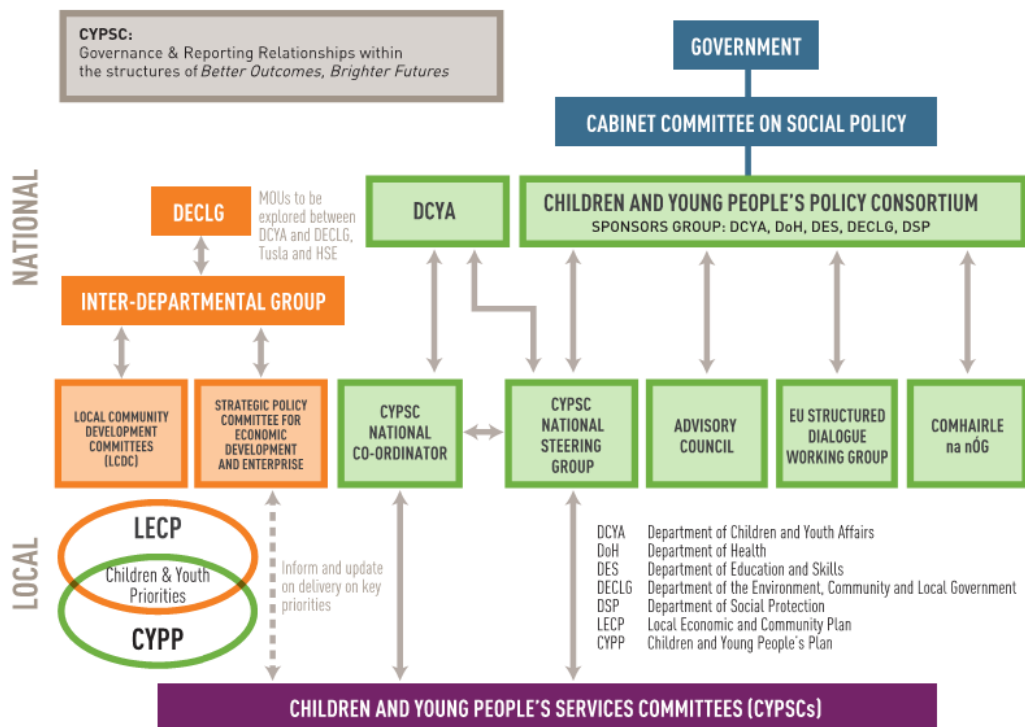 CYPSC:
Governance & Reporting Relationships within
the structures of Better Outcomes, Brighter Futures
GOVERNMENT
CABINET COMMITTEE ON SOCIAL POLICY
NATIONAL
DECLG
MOUs to be
explored between
DCYA and DECLG,
Tusla and HSE
DCYA
CHILDREN AND YOUNG PEOPLE'S POLICY CONSORTIUM
SPONSORS GROUP: DCYA, DoH, DES, DECLG, DSP
INTER-DEPARTMENTAL GROUP
LOCAL COMMUNITY
DEVELOPMENT
COMMITTEES
(LCDC)
STRATEGIC POLICY
COMMITTEE FOR
ECONOMIC
DEVELOPMENT
AND ENTERPRISE
CYPSC
NATIONAL
CO-ORDINATOR
CYPSC
NATIONAL
STEERING
GROUP
ADVISORY
COUNCIL
EU STRUCTURED
DIALOGUE
WORKING GROUP
COMHAIRLE
na nÓG
LOCAL
LECP
Children & Youth
Priorities
CYPP
Inform and update
on delivery on key
priorities
DCYA Department of Children and Youth Affairs
DoH Department of Health
DES Department of Education and Skills
DECLG Department of the Environment, Community and Local Government
DSP Department of Social Protection
LECP Local Economic and Community Plan
CYPP Children and Young People's Plan
CHILDREN AND YOUNG PEOPLE'S SERVICES COMMITTEES (CYPSCs)